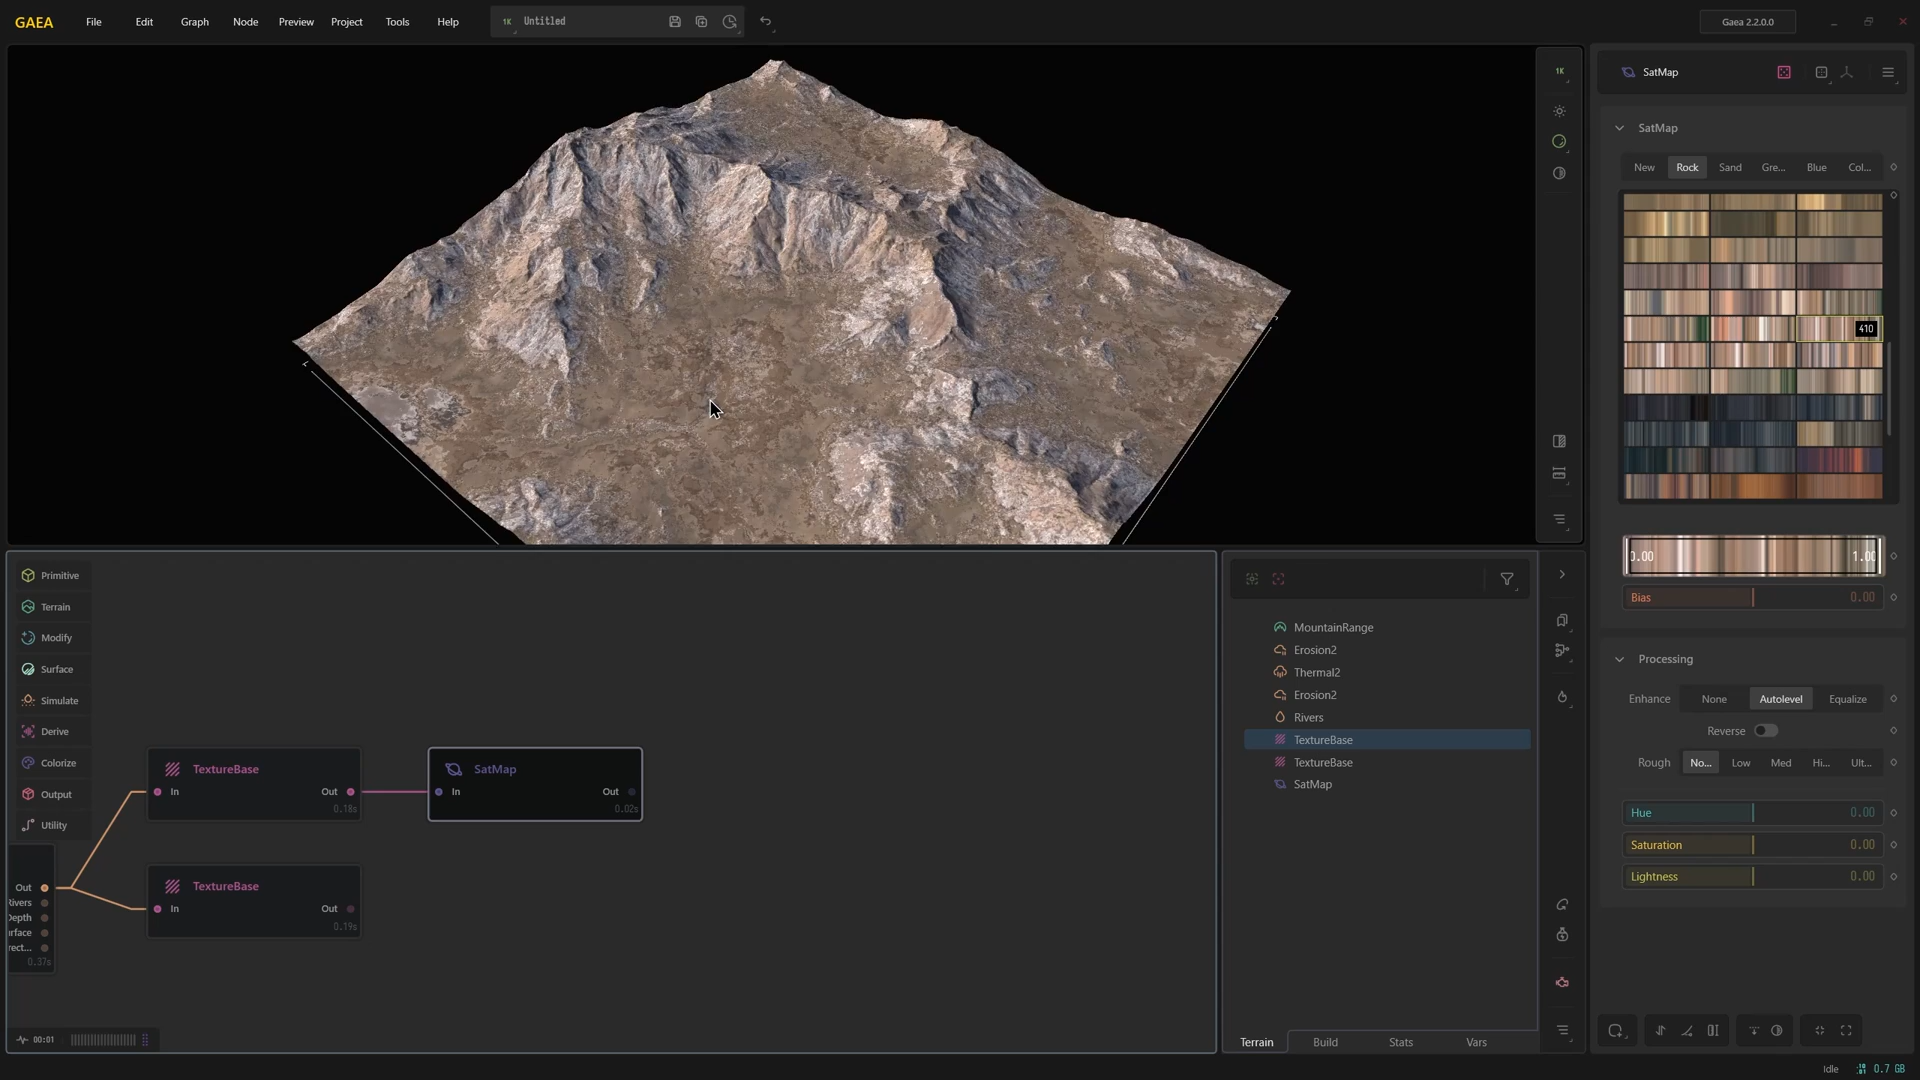 GAEA File Edit Graph Node Preview Project Tools Help 1K Untitled Gaea 2.2.0.0
1K
SatMap
SatMap
New Rock Sand Gre... Blue Col...
410
0.00 1.00
Bias 0.00
Processing
Enhance None Autolevel Equalize
Reverse
Rough No... Low Med Hi... Ult...
Hue 0.00
Saturation 0.00
Lightness 0.00
Primitive
Terrain
Modify
Surface
Simulate
Derive
Colorize
Output
Utility
TextureBase
In Out
0.18s
SatMap
In Out
0.02s
TextureBase
In Out
0.19s
Out
Rivers
Depth
rface
rect...
0.37s
00:01
MountainRange
Erosion2
Thermal2
Erosion2
Rivers
TextureBase
TextureBase
SatMap
Terrain Build Stats Vars
Idle 0.7 GB